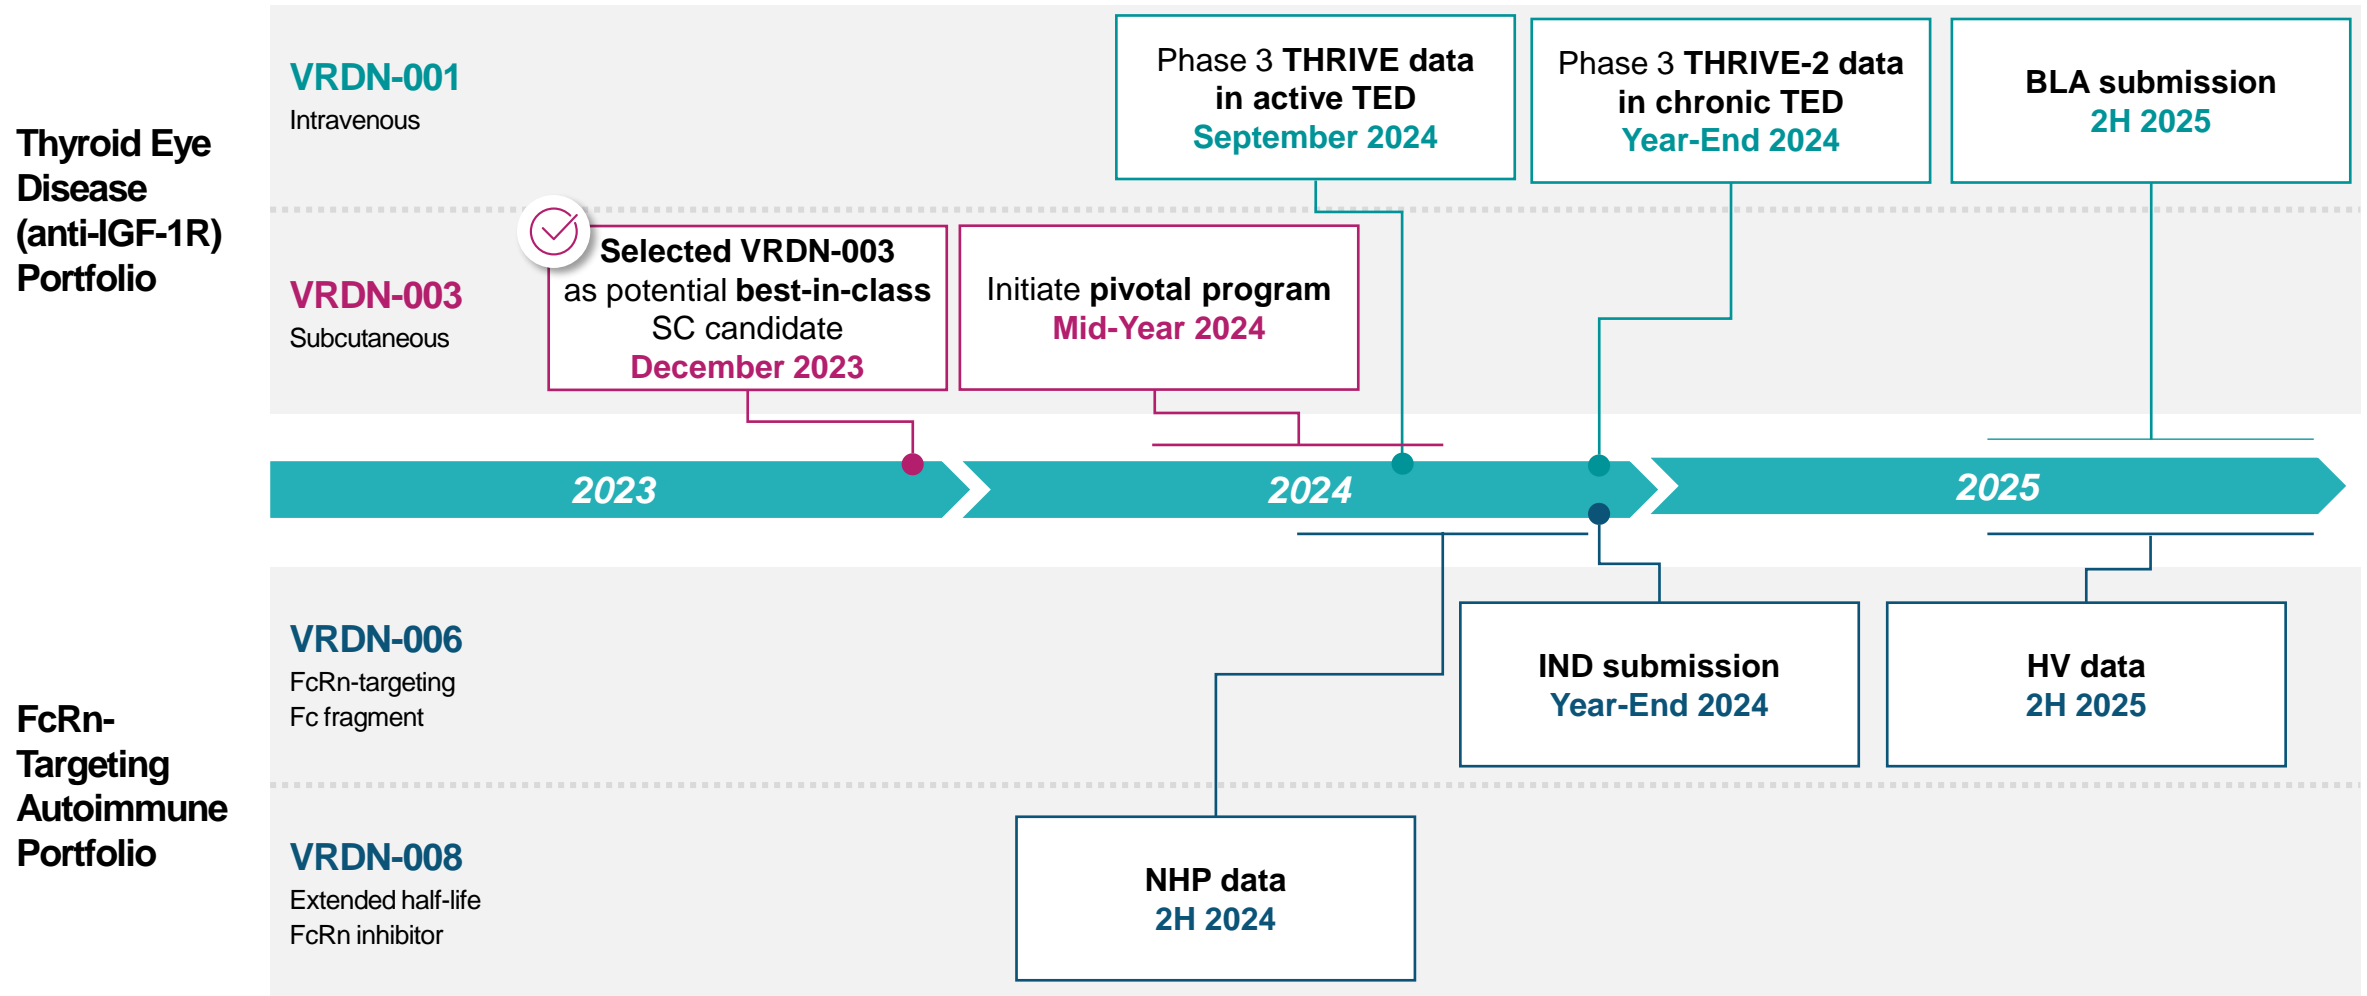 Thyroid Eye
Disease
(anti-IGF-1R)
Portfolio
VRDN-001
Intravenous
Phase 3 THRIVE data
in active TED
September 2024
Phase 3 THRIVE-2 data
in chronic TED
Year-End 2024
BLA submission
2H 2025
VRDN-003
Subcutaneous
Selected VRDN-003
as potential best-in-class
SC candidate
December 2023
Initiate pivotal program
Mid-Year 2024
2023
2024
2025
FcRn-
Targeting
Autoimmune
Portfolio
VRDN-006
FcRn-targeting
Fc fragment
IND submission
Year-End 2024
HV data
2H 2025
VRDN-008
Extended half-life
FcRn inhibitor
NHP data
2H 2024